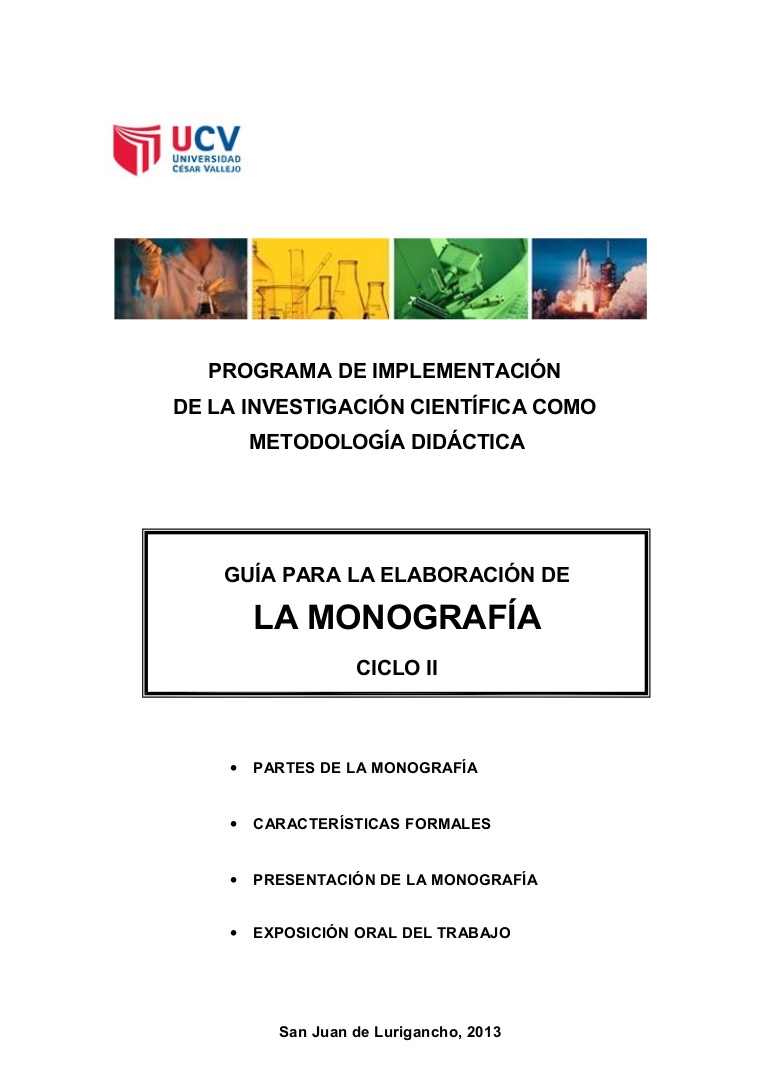 UCV
UNIVERSIDAD
CÉSAR VALLEJO
PROGRAMA DE IMPLEMENTACIÓN
DE LA INVESTIGACIÓN CIENTÍFICA COMO
METODOLOGÍA DIDÁCTICA
GUÍA PARA LA ELABORACIÓN DE
LA MONOGRAFÍA
CICLO II
• PARTES DE LA MONOGRAFÍA
• CARACTERÍSTICAS FORMALES
• PRESENTACIÓN DE LA MONOGRAFÍA
• EXPOSICIÓN ORAL DEL TRABAJO
San Juan de Lurigancho, 2013